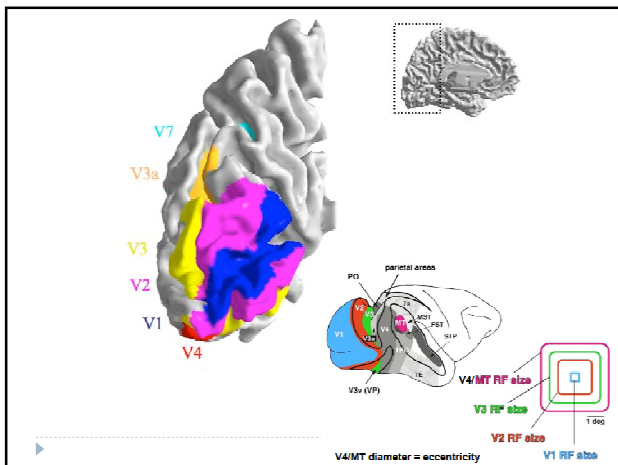 V7
V3a
V3
V2
V1
V4
parietal areas
PO
V2
V3
V3a
V4
V1
7a
MT
MST
FST
STP
TE
V3v (VP)
V4/MT RF size
V3 RF size
V2 RF size
V1 RF size
1 deg
V4/MT diameter = eccentricity